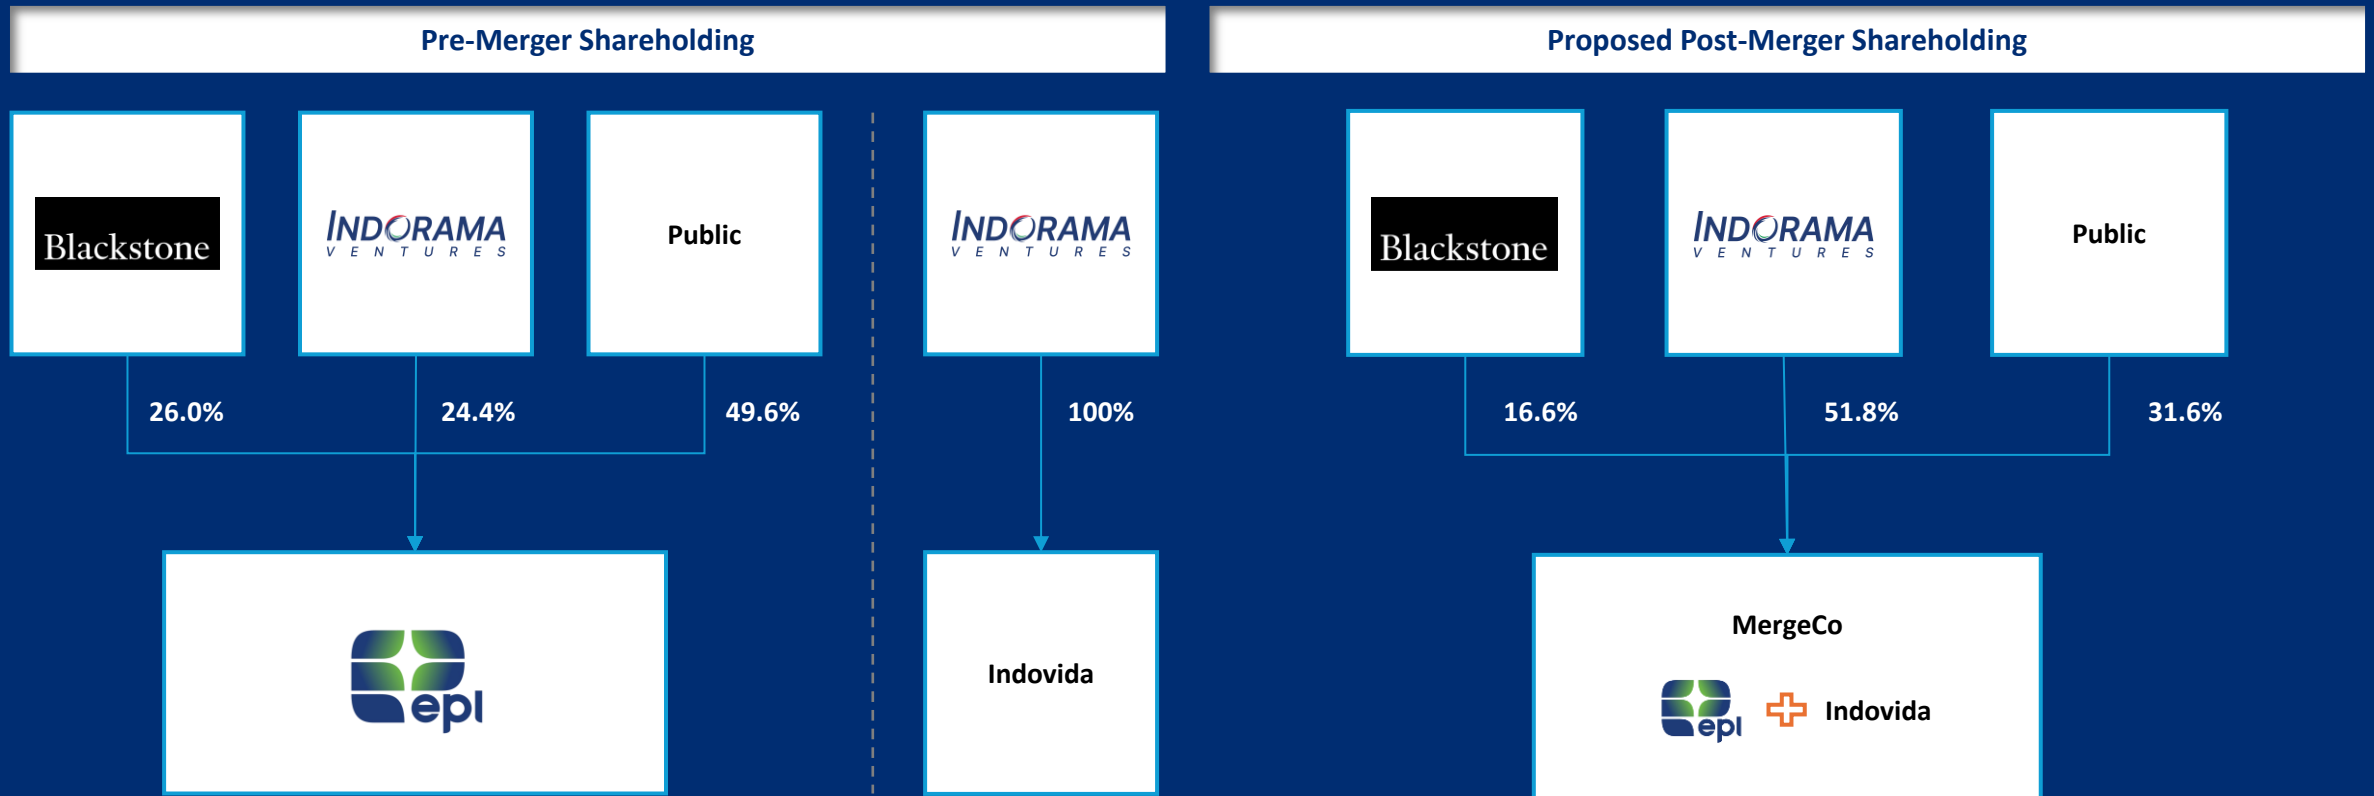 Pre-Merger Shareholding
Blackstone
INDORAMA
VENTURES
Public
INDORAMA
VENTURES
26.0%
24.4%
49.6%
100%
epl
Indovida
Proposed Post-Merger Shareholding
Blackstone
INDORAMA
VENTURES
Public
16.6%
51.8%
31.6%
MergeCo
epl
Indovida